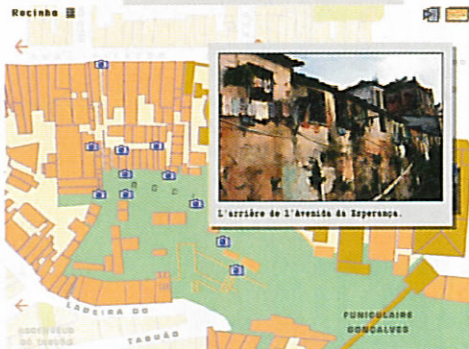 Rocinha
L'arrière de l'Avenida da Esperança.
LADEIRA DO
TABUÃO
FUNICULAIRE
GONÇALVES